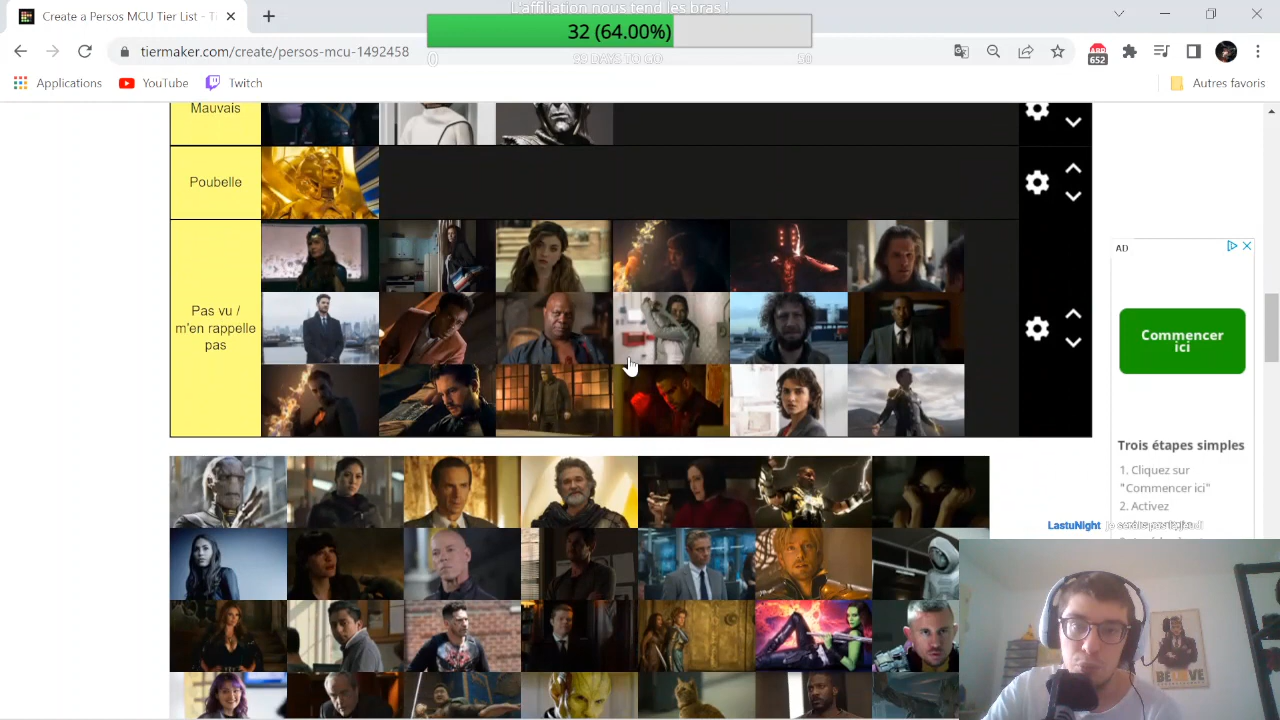 Create a Persos MCU Tier List - Ti
L'affiliation nous tend les bras !
32 (64.00%)
tiermaker.com/create/persos-mcu-1492458
ABP
652
Applications
YouTube
Twitch
Autres favoris
Mauvais
Poubelle
Pas vu /
m'en rappelle
pas
AD
Commencer
ici
Trois étapes simples
1. Cliquez sur
"Commencer ici"
2. Activez
LastuNight